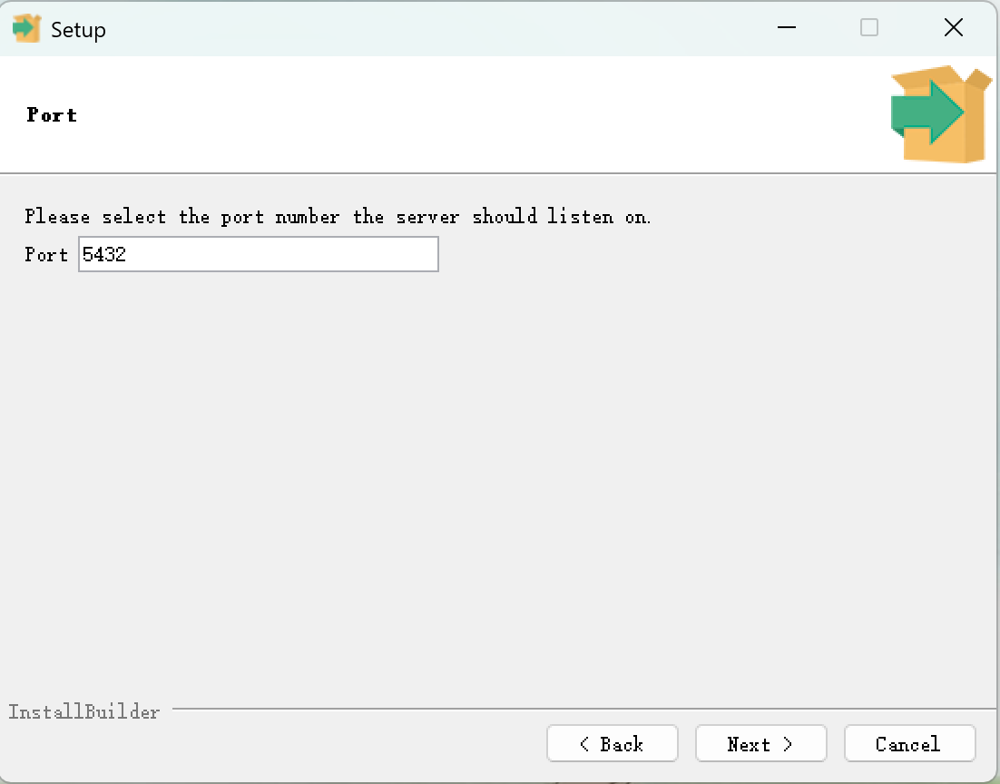 Setup
Port
Please select the port number the server should listen on.
Port 5432
InstallBuilder
< Back Next > Cancel